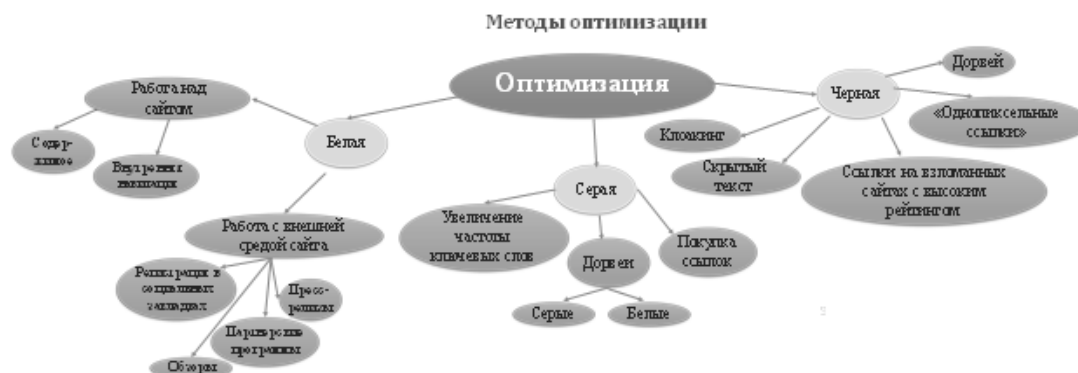 Методы оптимизации
Оптимизация
Белая
Работа над
сайтом
Содер-
жимое
Внутренняя
навигация
Работа с внешней
средой сайта
Регистрация в
социальных
закладках
Пресс-
релизы
Партнерские
программы
Обзоры
Серая
Увеличение
частоты
ключевых слов
Дорвеи
Серые
Белые
Покупка
ссылок
Черная
Дорвей
«Однопиксельные
ссылки»
Ссылки на взломанных
сайтах с высоким
рейтингом
Скрытый
текст
Кложинг